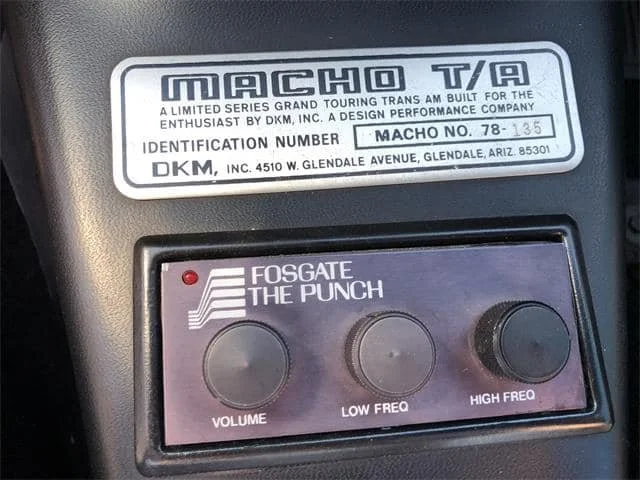 MACHO T/A
A LIMITED SERIES GRAND TOURING TRANS AM BUILT FOR THE
ENTHUSIAST BY DKM, INC. A DESIGN PERFORMANCE COMPANY
IDENTIFICATION NUMBER MACHO NO. 78-135
DKM, INC. 4510 W. GLENDALE AVENUE, GLENDALE, ARIZ. 85301
FOSGATE
THE PUNCH
VOLUME LOW FREQ HIGH FREQ